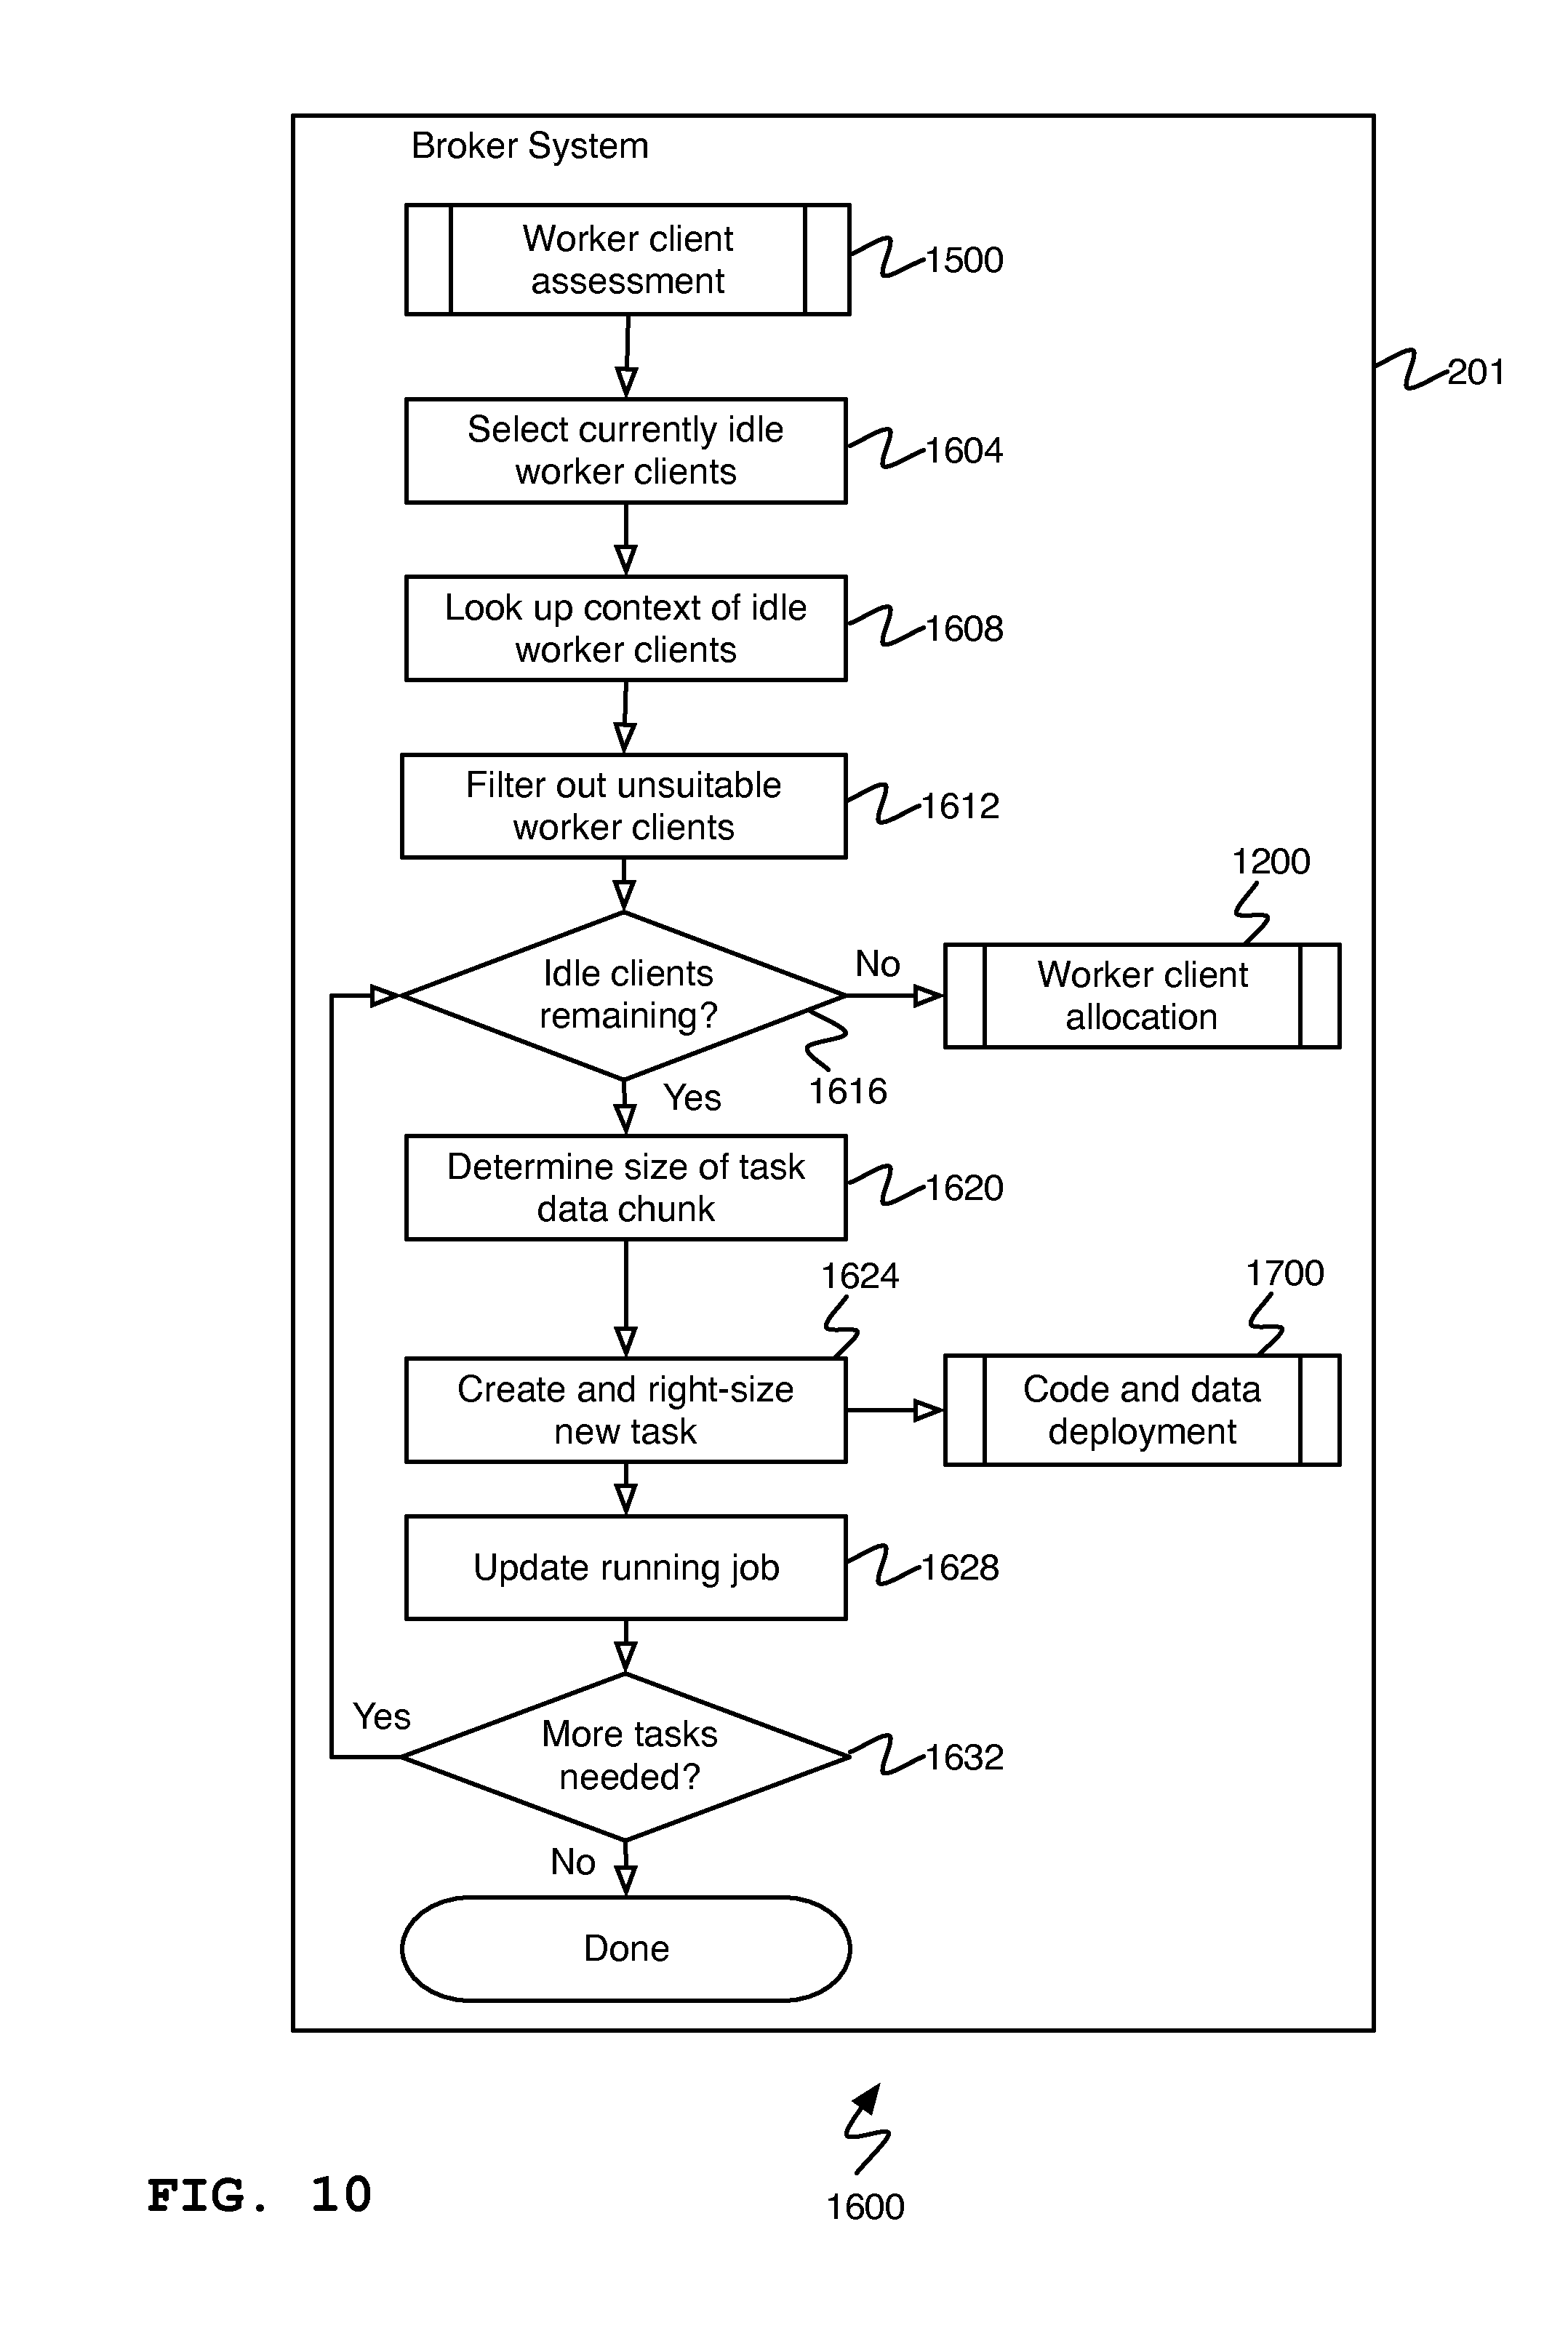 Broker System
Worker client
assessment
1500
201
Select currently idle
worker clients
1604
Look up context of idle
worker clients
1608
Filter out unsuitable
worker clients
1612
1200
Idle clients
remaining?
No
Worker client
allocation
1616
Yes
Determine size of task
data chunk
1620
1624
1700
Create and right-size
new task
Code and data
deployment
Update running job
1628
Yes
More tasks
needed?
1632
No
Done
FIG. 10
1600